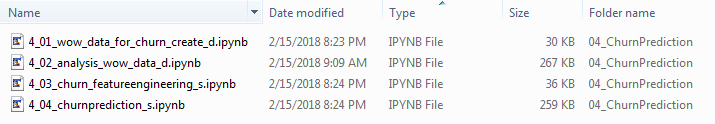 Name Date modified Type Size Folder name
4_01_wow_data_for_churn_create_d.ipynb 2/15/2018 8:23 PM IPYNB File 30 KB 04_ChurnPrediction
4_02_analysis_wow_data_d.ipynb 2/15/2018 9:09 AM IPYNB File 267 KB 04_ChurnPrediction
4_03_churn_featureengineering_s.ipynb 2/15/2018 8:24 PM IPYNB File 36 KB 04_ChurnPrediction
4_04_churnprediction_s.ipynb 2/15/2018 8:24 PM IPYNB File 259 KB 04_ChurnPrediction